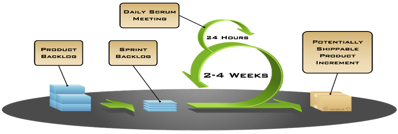 Daily Scrum
Meeting
24 Hours
Product
Backlog
Sprint
Backlog
2-4 Weeks
Potentially
Shippable
Product
Increment